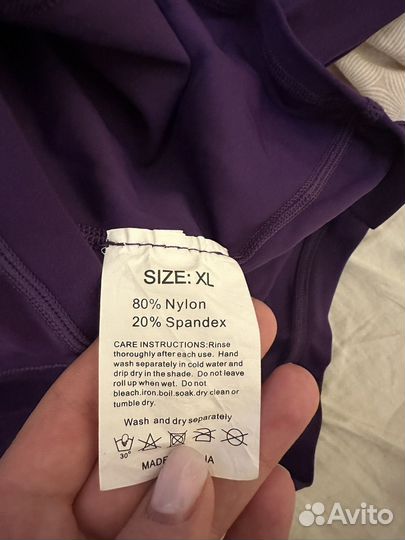 SIZE: XL
80% Nylon
20% Spandex
CARE INSTRUCTIONS:Rinse
thoroughly after each use. Hand
wash separately in cold water and
drip dry in the shade. Do not leave
roll up when wet. Do not
bleach.iron.boil.soak.dry clean or
tumble dry.
Wash and dry separately
30°
MADE
Avito